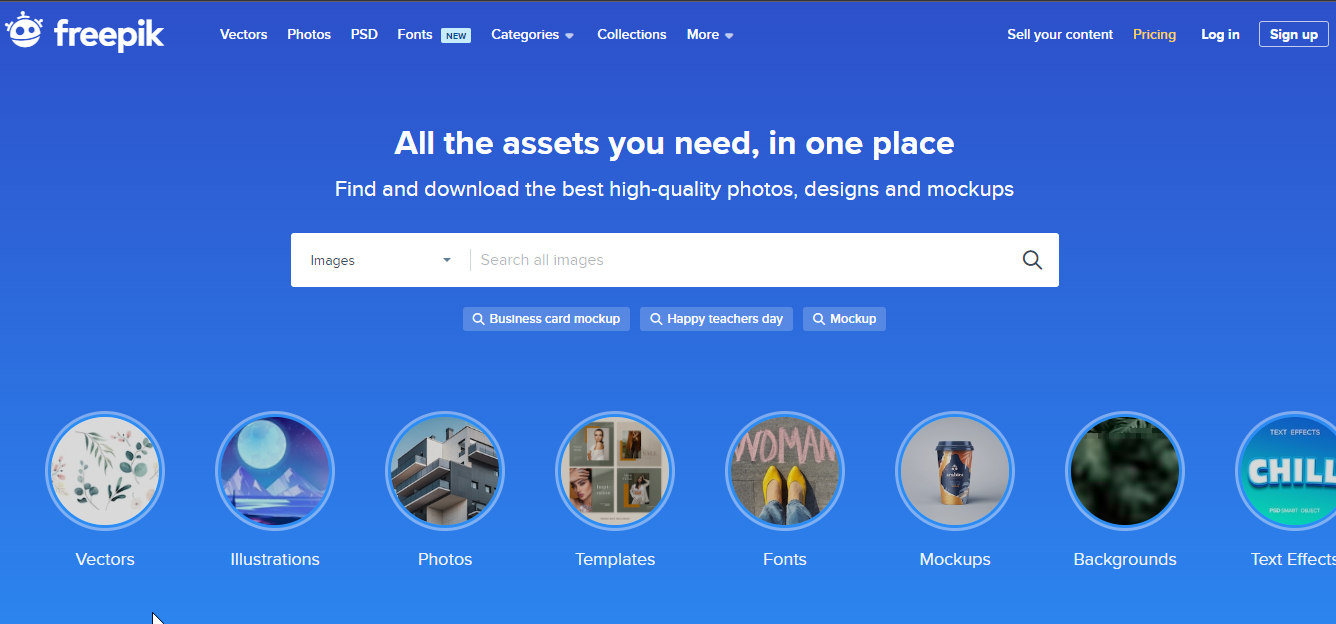 freepik
Vectors Photos PSD Fonts NEW Categories Collections More
Sell your content Pricing Log in Sign up
All the assets you need, in one place
Find and download the best high-quality photos, designs and mockups
Images Search all images
Business card mockup Happy teachers day Mockup
WOMAN
TEXT EFFECTS
CHILL
PSD SMART OBJECT
Vectors Illustrations Photos Templates Fonts Mockups Backgrounds Text Effects